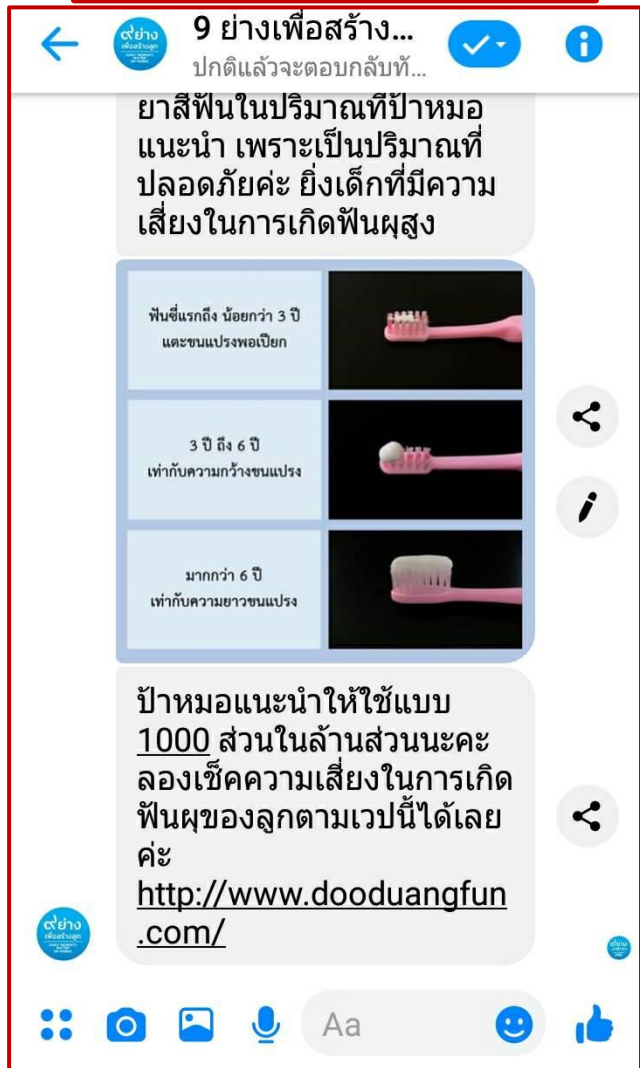 9 ย่างเพื่อสร้าง...
ปกติแล้วจะตอบกลับทั...
ยาสีฟันในปริมาณที่ป้าหมอ
แนะนำ เพราะเป็นปริมาณที่
ปลอดภัยค่ะ ยิ่งเด็กที่มีความ
เสี่ยงในการเกิดฟันผุสูง
ฟันซี่แรกถึง น้อยกว่า 3 ปี
แตะขนแปรงพอเปียก
3 ปี ถึง 6 ปี
เท่ากับความกว้างขนแปรง
มากกว่า 6 ปี
เท่ากับความยาวขนแปรง
ป้าหมอแนะนำให้ใช้แบบ
1000 ส่วนในล้านส่วนนะคะ
ลองเช็คความเสี่ยงในการเกิด
ฟันผุของลูกตามเวปนี้ได้เลย
ค่ะ
http://www.dooduangfun
.com/
๙ย่าง
เพื่อสร้างลูก
Aa